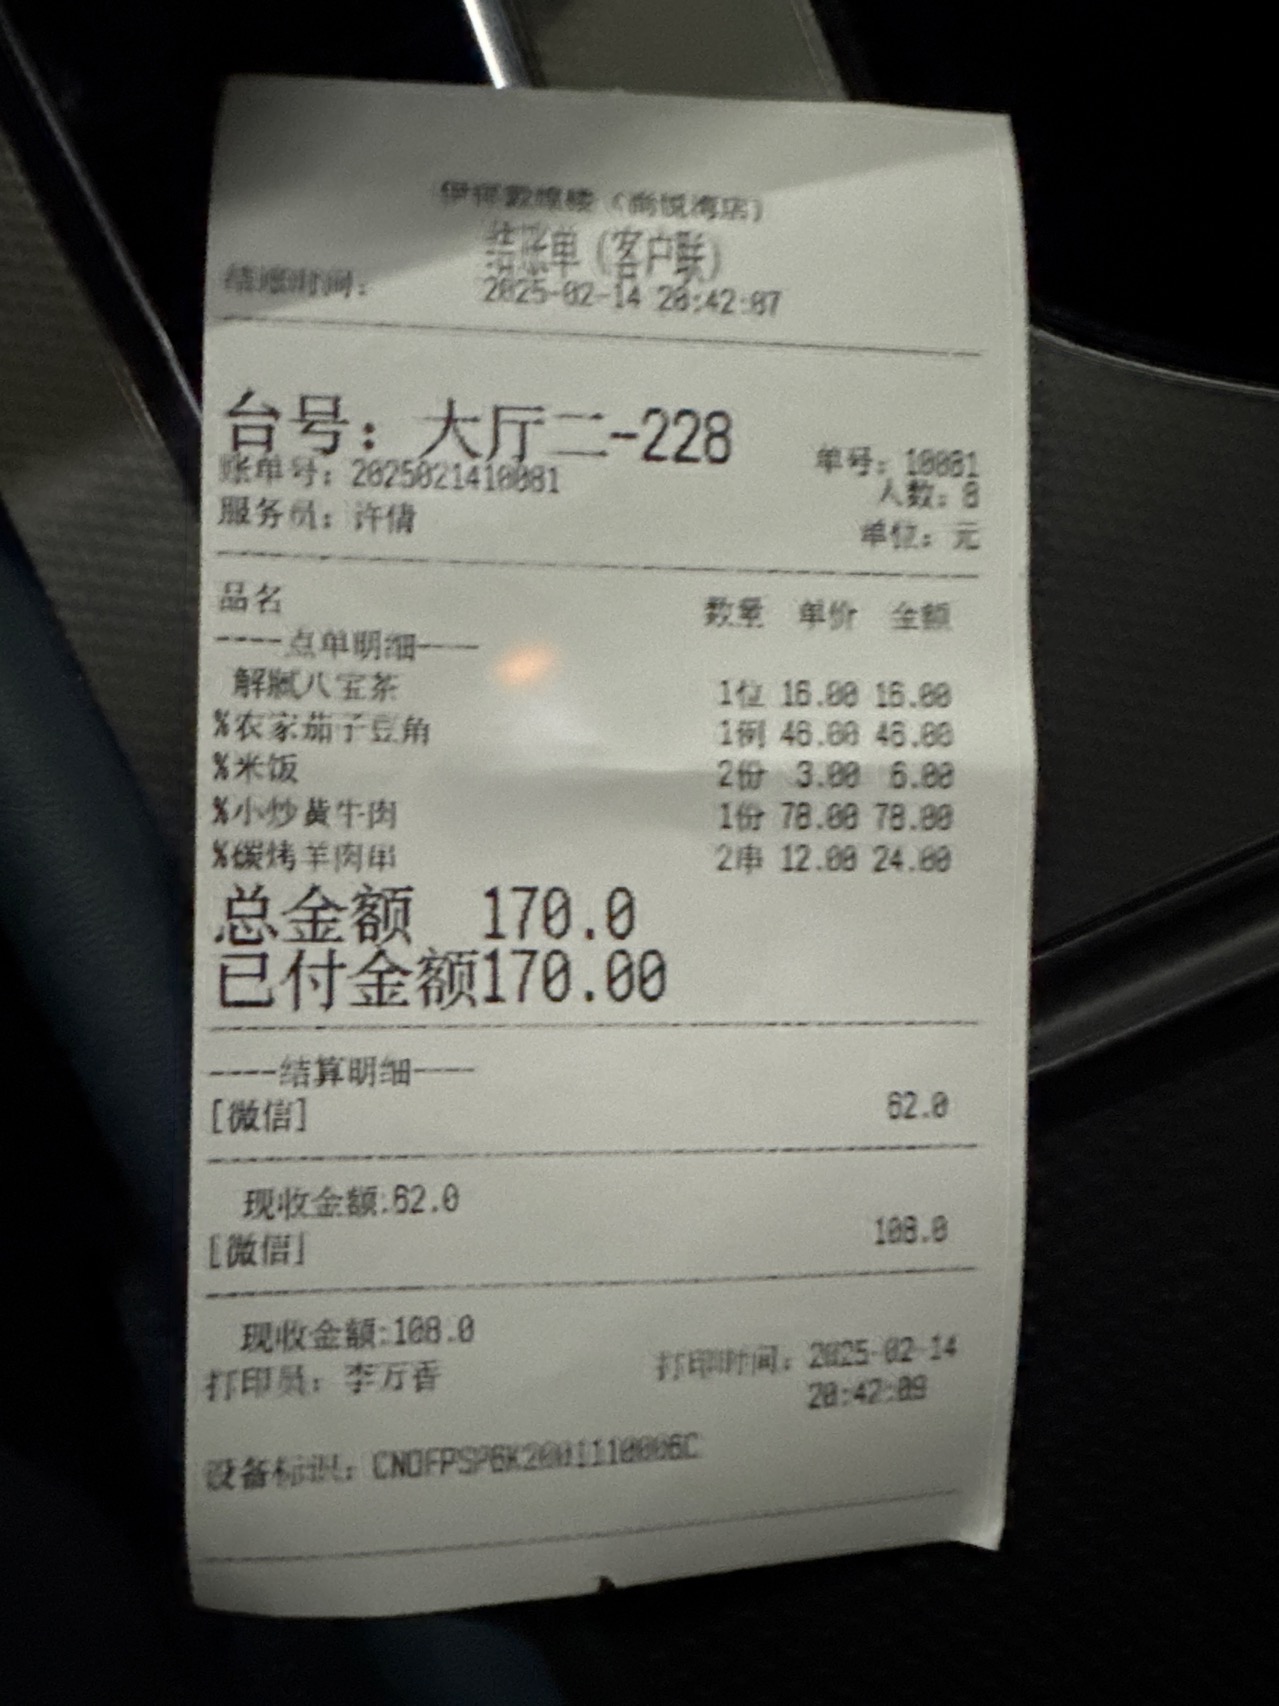 伊祥敦煌楼（尚悦湾店）
结账单（客户联）
结账时间： 2025-02-14 20:42:07
台号：大厅二-228
账单号：2025021410081 单号：10081
人数：8
服务员：许倩 单位：元
品名 数量 单价 金额
----点单明细----
解腻八宝茶 1位 16.00 16.00
%农家茄子豆角 1例 46.00 46.00
%米饭 2份 3.00 6.00
%小炒黄牛肉 1份 78.00 78.00
%碳烤羊肉串 2串 12.00 24.00
总金额 170.0
已付金额170.00
----结算明细----
[微信] 62.0
现收金额:62.0
[微信] 108.0
现收金额:108.0
打印员：李万香 打印时间：2025-02-14
20:42:09
设备标识：